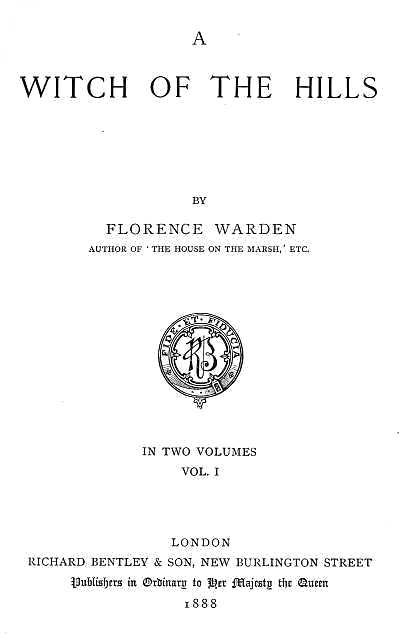 A
WITCH OF THE HILLS
BY
FLORENCE WARDEN
AUTHOR OF ‘ THE HOUSE ON THE MARSH,’ ETC.
FIDE·ET·FIDUCIA
RB
IN TWO VOLUMES
VOL. I
LONDON
RICHARD BENTLEY & SON, NEW BURLINGTON STREET
Publishers in Ordinary to Her Majesty the Queen
1888